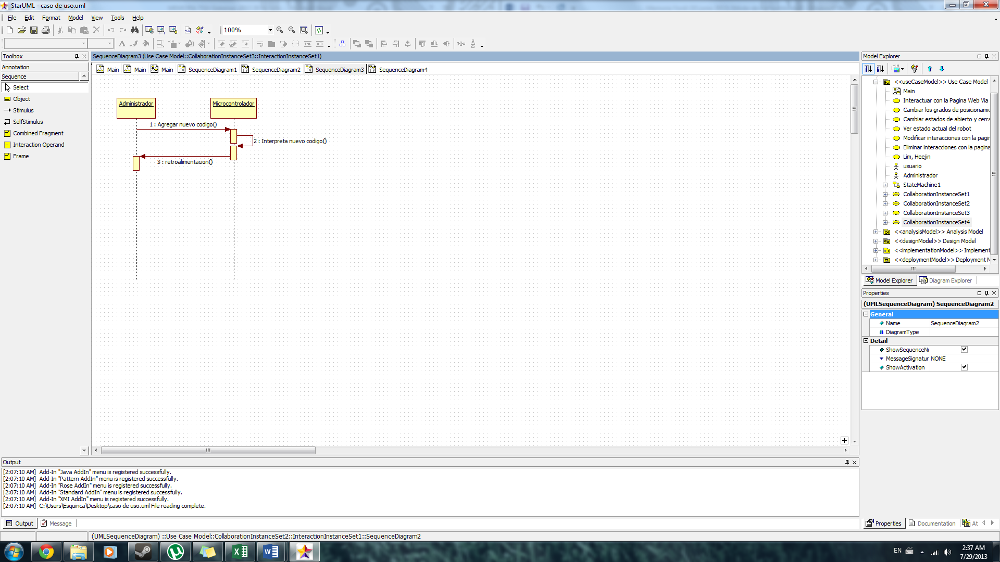 StarUML - caso de uso.uml
File Edit Format Model View Tools Help
100%
Toolbox
Annotation
Sequence
Select
Object
Stimulus
SelfStimulus
Combined Fragment
Interaction Operand
Frame
SequenceDiagram3 (Use Case Model::CollaborationInstanceSet3::InteractionInstanceSet1)
Main Main Main SequenceDiagram1 SequenceDiagram2 SequenceDiagram3 SequenceDiagram4
Administrador Microcontrolador
1 : Agregar nuevo codigo()
2 : Interpreta nuevo codigo()
3 : retroalimentacion()
Model Explorer
<<useCaseModel>> Use Case Model
Main
Interactuar con la Pagina Web Via
Cambiar los grados de posicionamie
Cambiar estados de abierto y cerra
Ver estado actual del robot
Modificar interacciones con la pagir
Eliminar interacciones con la pagina
Lim, Heejin
usuario
Administrador
StateMachine1
CollaborationInstanceSet1
CollaborationInstanceSet2
CollaborationInstanceSet3
CollaborationInstanceSet4
<<analysisModel>> Analysis Model
<<designModel>> Design Model
<<implementationModel>> Implement
<<deploymentModel>> Deployment M
Model Explorer Diagram Explorer
Properties
(UMLSequenceDiagram) SequenceDiagram2
General
Name SequenceDiagram2
DiagramType
Detail
ShowSequenceNu
MessageSignatur NONE
ShowActivation
Properties Documentation At
Output
[2:07:10 AM] Add-In "Java AddIn" menu is registered successfully.
[2:07:10 AM] Add-In "Pattern AddIn" menu is registered successfully.
[2:07:10 AM] Add-In "Rose AddIn" menu is registered successfully.
[2:07:10 AM] Add-In "Standard AddIn" menu is registered successfully.
[2:07:10 AM] Add-In "XMI AddIn" menu is registered successfully.
[2:07:10 AM] C:\Users\Esquinca\Desktop\caso de uso.uml File reading complete.
Output Message
(UMLSequenceDiagram) ::Use Case Model::CollaborationInstanceSet2::InteractionInstanceSet1::SequenceDiagram2
EN
2:37 AM
7/29/2013